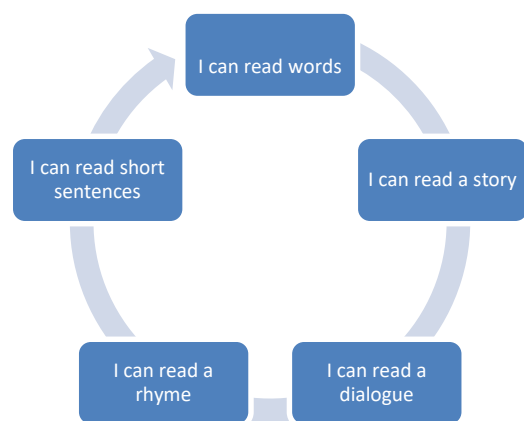 I can read words
I can read a story
I can read a
dialogue
I can read a
rhyme
I can read short
sentences